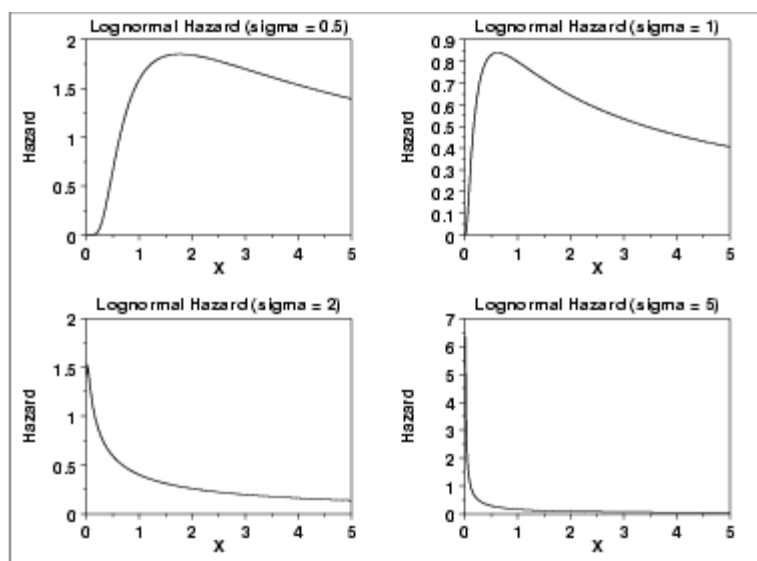 Lognormal Hazard (sigma = 0.5)
2
1.5
1
0.5
0
Hazard
0 1 2 3 4 5
X
Lognormal Hazard (sigma = 1)
0.9
0.8
0.7
0.6
0.5
0.4
0.3
0.2
0.1
0
Hazard
0 1 2 3 4 5
X
Lognormal Hazard (sigma = 2)
2
1.5
1
0.5
0
Hazard
0 1 2 3 4 5
X
Lognormal Hazard (sigma = 5)
7
6
5
4
3
2
1
0
Hazard
0 1 2 3 4 5
X